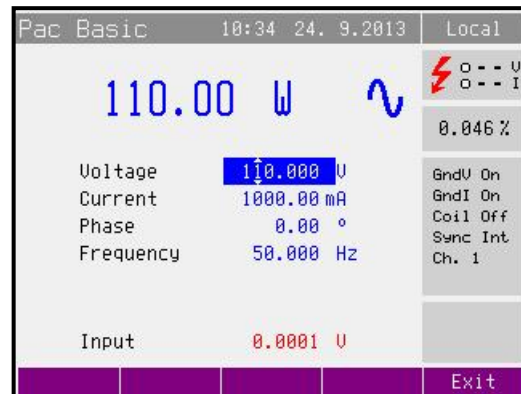 Pac Basic 10:34 24. 9.2013 Local
V
I
110.00 W
0.046 %
Voltage 110.000 V
Current 1000.00 mA
Phase 0.00 °
Frequency 50.000 Hz
GndV On
GndI On
Coil Off
Sync Int
Ch. 1
Input 0.0001 V
Exit